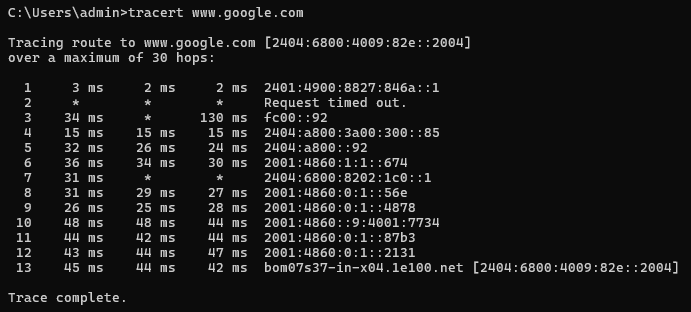 C:\Users\admin>tracert www.google.com
Tracing route to www.google.com [2404:6800:4009:82e::2004]
over a maximum of 30 hops:
1 3 ms 2 ms 2 ms 2401:4900:8827:846a::1
2 * * * Request timed out.
3 34 ms * 130 ms fc00::92
4 15 ms 15 ms 15 ms 2404:a800:3a00:300::85
5 32 ms 26 ms 24 ms 2404:a800::92
6 36 ms 34 ms 30 ms 2001:4860:1:1::674
7 31 ms * * 2404:6800:8202:1c0::1
8 31 ms 29 ms 27 ms 2001:4860:0:1::56e
9 26 ms 25 ms 28 ms 2001:4860:0:1::4878
10 48 ms 48 ms 44 ms 2001:4860::9:4001:7734
11 44 ms 42 ms 44 ms 2001:4860:0:1::87b3
12 43 ms 44 ms 47 ms 2001:4860:0:1::2131
13 45 ms 44 ms 42 ms bom07s37-in-x04.1e100.net [2404:6800:4009:82e::2004]
Trace complete.